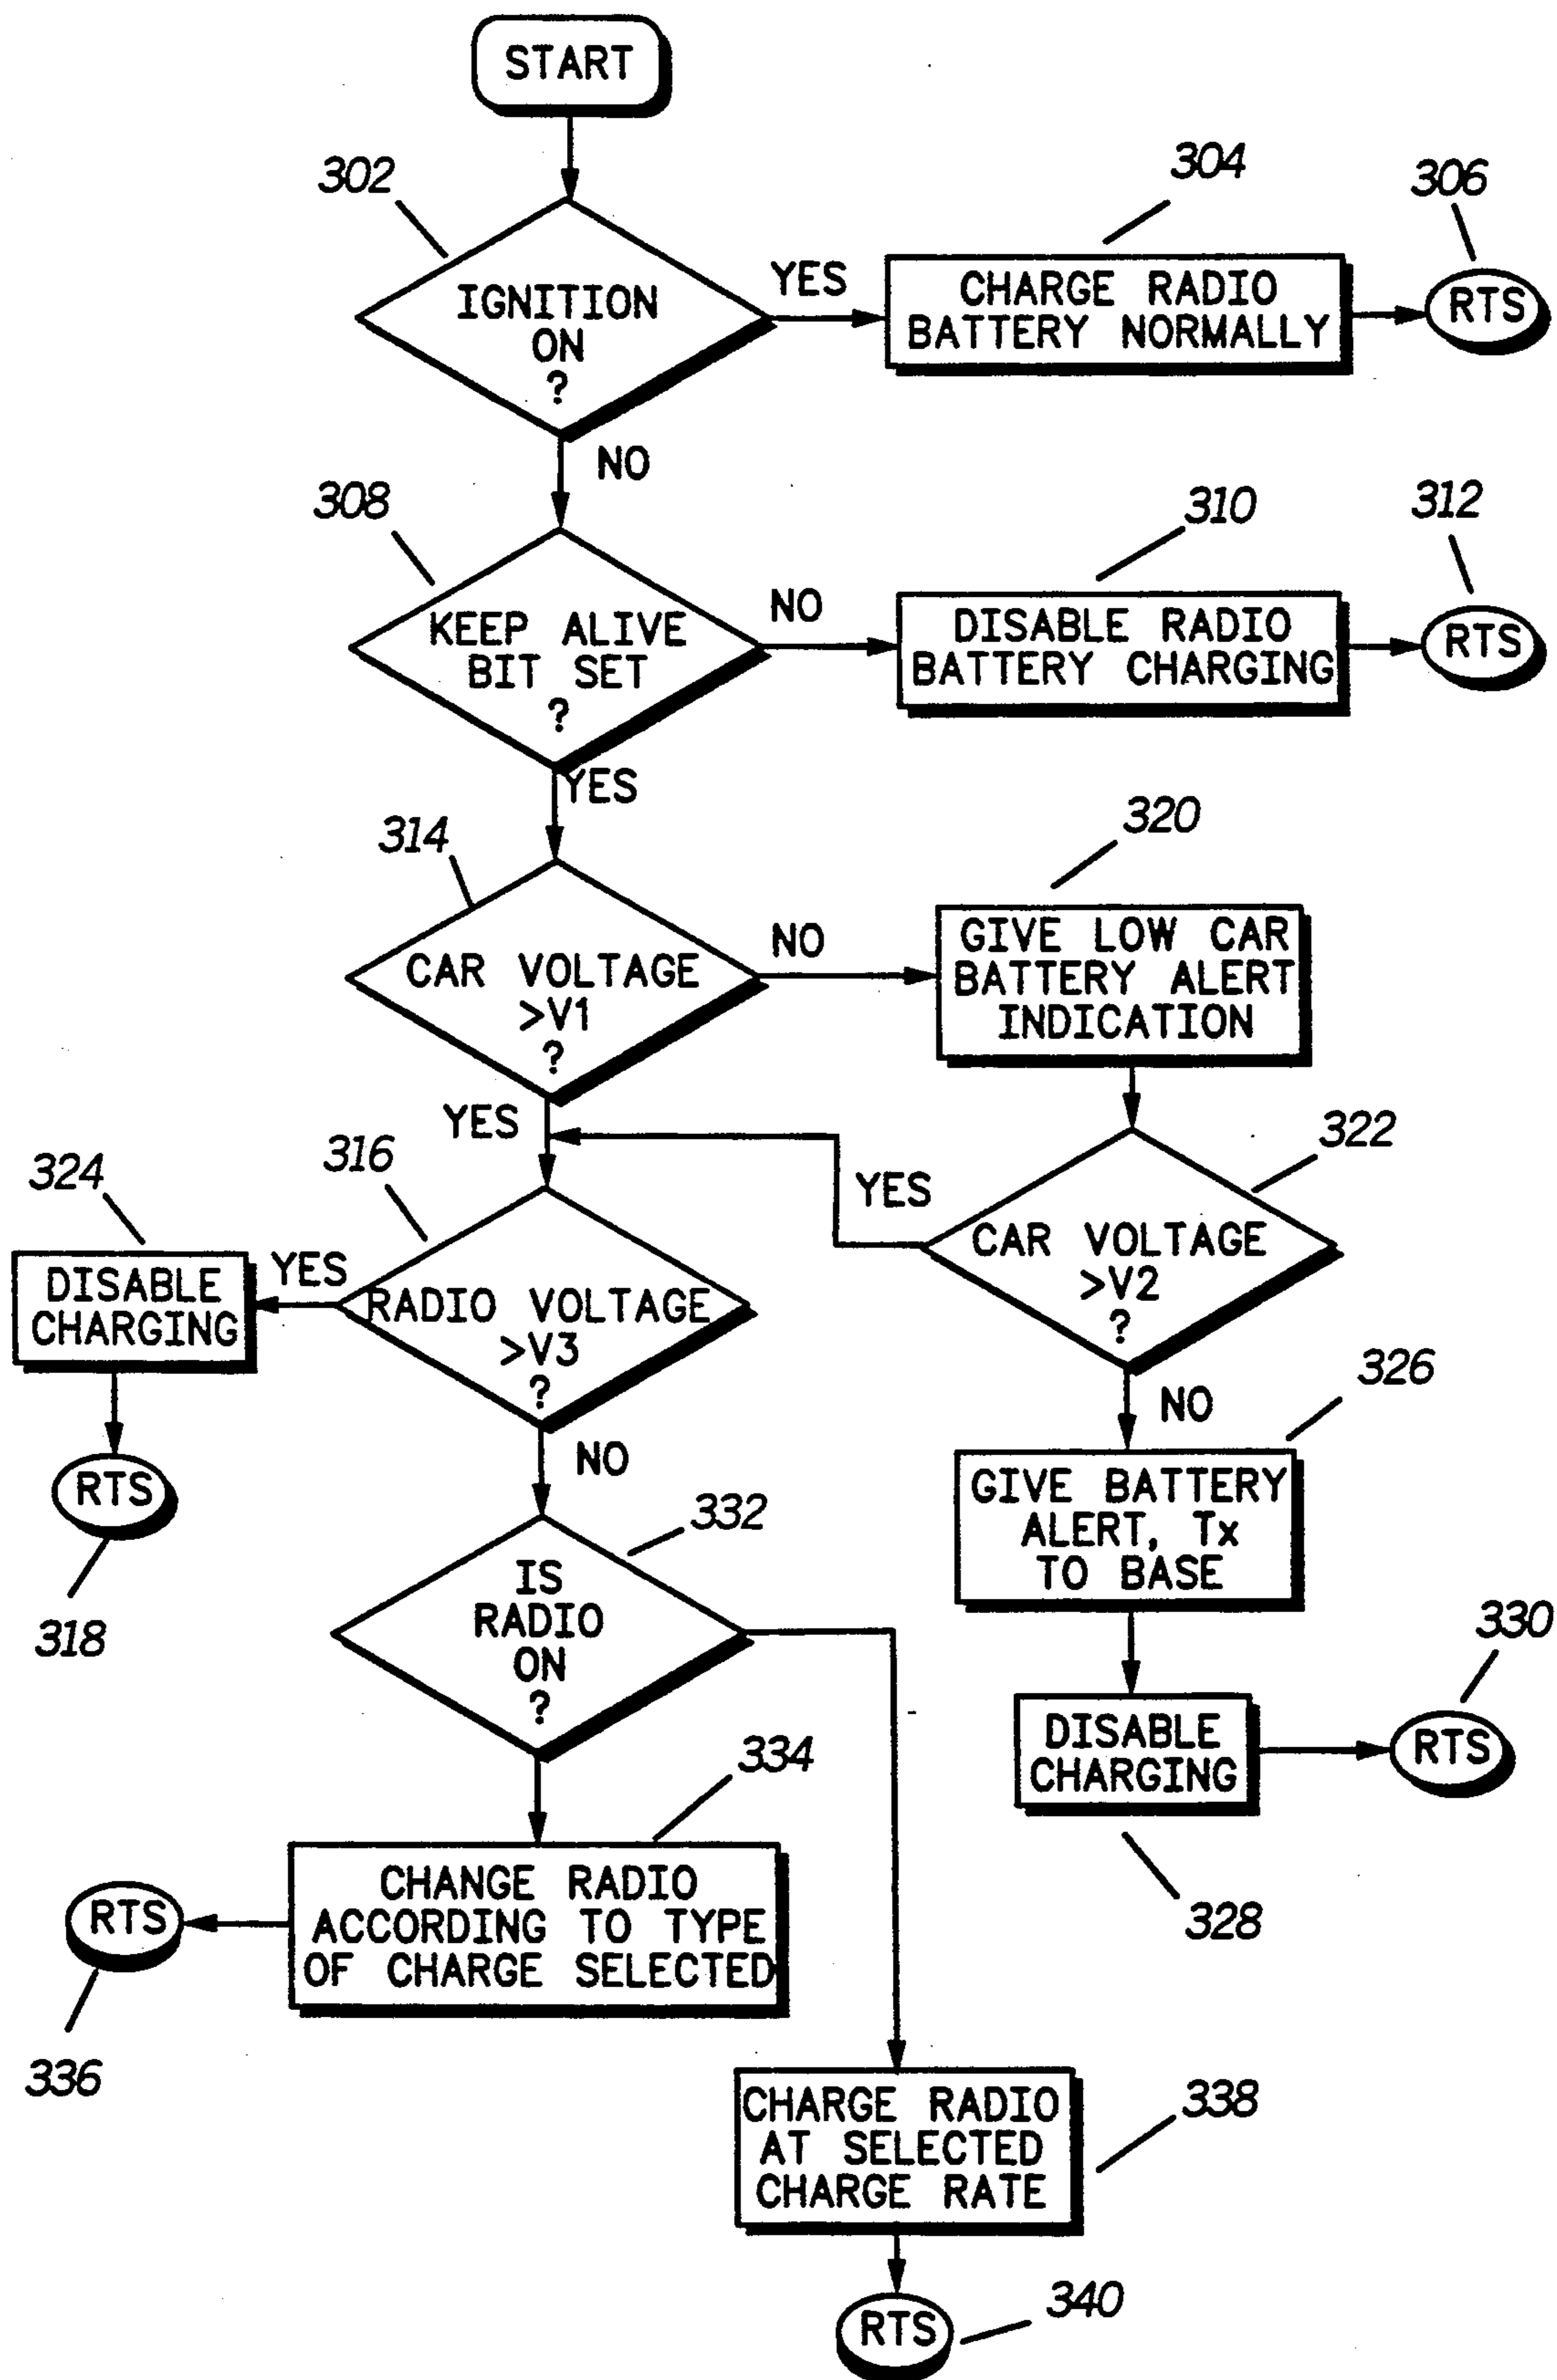 START
302
IGNITION
ON
?
YES
304
CHARGE RADIO
BATTERY NORMALLY
306
RTS
NO
308
KEEP ALIVE
BIT SET
?
NO
310
DISABLE RADIO
BATTERY CHARGING
312
RTS
YES
314
CAR VOLTAGE
>V1
?
NO
320
GIVE LOW CAR
BATTERY ALERT
INDICATION
YES
322
CAR VOLTAGE
>V2
?
YES
316
RADIO VOLTAGE
>V3
?
YES
324
DISABLE
CHARGING
RTS
318
NO
326
GIVE BATTERY
ALERT, Tx
TO BASE
NO
332
IS
RADIO
ON
?
DISABLE
CHARGING
328
330
RTS
334
CHANGE RADIO
ACCORDING TO TYPE
OF CHARGE SELECTED
RTS
336
CHARGE RADIO
AT SELECTED
CHARGE RATE
338
RTS
340